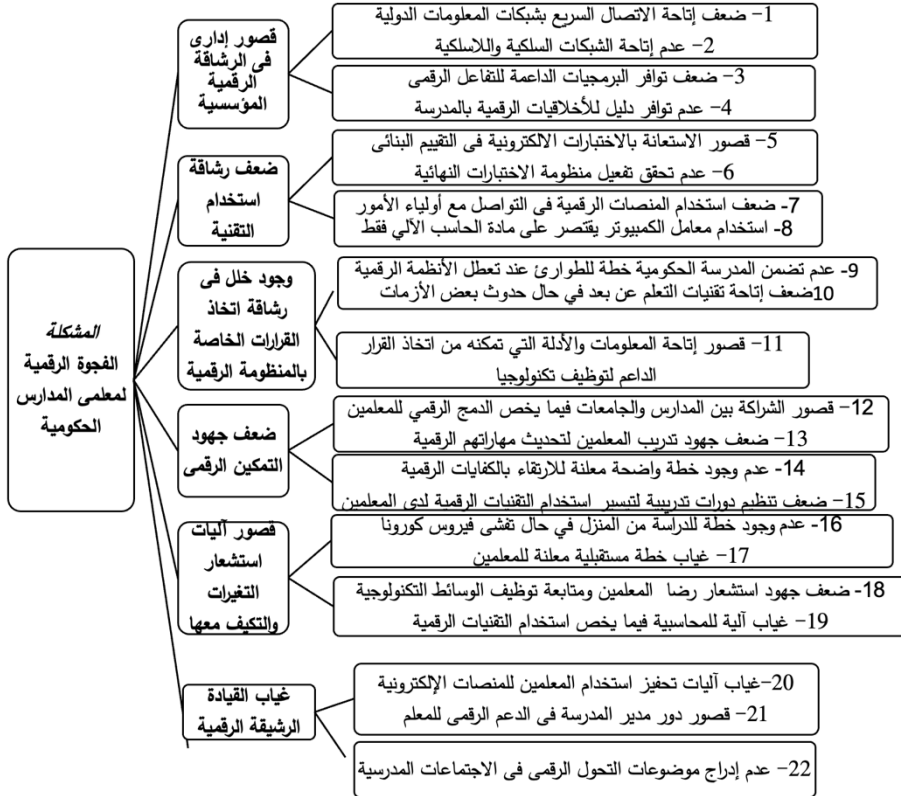 المشكلة
الفجوة الرقمية
لمعلمى المدارس
الحكومية
قصور إدارى
فى الرشاقة
الرقمية
المؤسسية
1- ضعف إتاحة الاتصال السريع بشبكات المعلومات الدولية
2- عدم إتاحة الشبكات السلكية واللاسلكية
3- ضعف توافر البرمجيات الداعمة للتفاعل الرقمى
4- عدم توافر دليل للأخلاقيات الرقمية بالمدرسة
ضعف رشاقة
استخدام
التقنية
5- قصور الاستعانة بالاختبارات الالكترونية فى التقييم البنائى
6- عدم تحقق تفعيل منظومة الاختبارات النهائية
7- ضعف استخدام المنصات الرقمية فى التواصل مع أولياء الأمور
8- استخدام معامل الكمبيوتر يقتصر على مادة الحاسب الآلي فقط
وجود خلل فى
رشاقة اتخاذ
القرارات الخاصة
بالمنظومة الرقمية
9- عدم تضمن المدرسة الحكومية خطة للطوارئ عند تعطل الأنظمة الرقمية
10ضعف إتاحة تقنيات التعلم عن بعد في حال حدوث بعض الأزمات
11- قصور إتاحة المعلومات والأدلة التي تمكنه من اتخاذ القرار
الداعم لتوظيف تكنولوجيا
ضعف جهود
التمكين الرقمى
12- قصور الشراكة بين المدارس والجامعات فيما يخص الدمج الرقمي للمعلمين
13- ضعف جهود تدريب المعلمين لتحديث مهاراتهم الرقمية
14- عدم وجود خطة واضحة معلنة للارتقاء بالكفايات الرقمية
15- ضعف تنظيم دورات تدريبية لتيسر استخدام التقنيات الرقمية لدى المعلمين
قصور آليات
استشعار
التغيرات
والتكيف معها
16- عدم وجود خطة للدراسة من المنزل في حال تفشى فيروس كورونا
17- غياب خطة مستقبلية معلنة للمعلمين
18- ضعف جهود استشعار رضا المعلمين ومتابعة توظيف الوسائط التكنولوجية
19- غياب آلية للمحاسبية فيما يخص استخدام التقنيات الرقمية
غياب القيادة
الرشيقة الرقمية
20-غياب آليات تحفيز استخدام المعلمين للمنصات الإلكترونية
21- قصور دور مدير المدرسة فى الدعم الرقمى للمعلم
22- عدم إدراج موضوعات التحول الرقمى فى الاجتماعات المدرسية